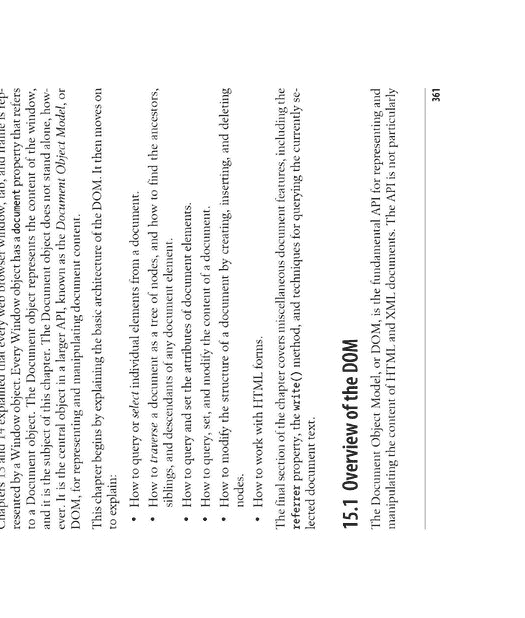 Chapters 13 and 14 explained that every web browser window, tab, and frame is rep-
resented by a Window object. Every Window object has a document property that refers
to a Document object. The Document object represents the content of the window,
and it is the subject of this chapter. The Document object does not stand alone, how-
ever. It is the central object in a larger API, known as the Document Object Model, or
DOM, for representing and manipulating document content.
This chapter begins by explaining the basic architecture of the DOM. It then moves on
to explain:
• How to query or select individual elements from a document.
• How to traverse a document as a tree of nodes, and how to find the ancestors,
siblings, and descendants of any document element.
• How to query and set the attributes of document elements.
• How to query, set, and modify the content of a document.
• How to modify the structure of a document by creating, inserting, and deleting
nodes.
• How to work with HTML forms.
The final section of the chapter covers miscellaneous document features, including the
referrer property, the write() method, and techniques for querying the currently se-
lected document text.
15.1 Overview of the DOM
The Document Object Model, or DOM, is the fundamental API for representing and
manipulating the content of HTML and XML documents. The API is not particularly
361